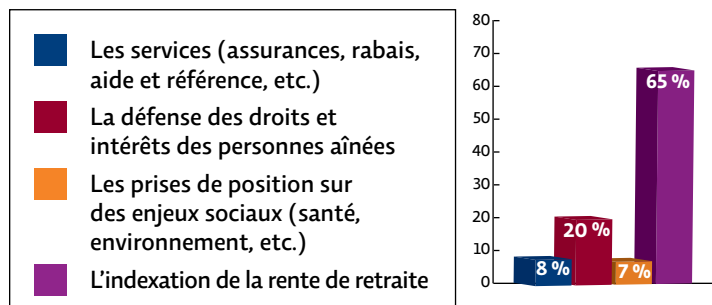 Les services (assurances, rabais,
aide et référence, etc.)
La défense des droits et
intérêts des personnes aînées
Les prises de position sur
des enjeux sociaux (santé,
environnement, etc.)
L'indexation de la rente de retraite
80
70
60
50
40
30
20
10
0
8 %
20 %
7 %
65 %